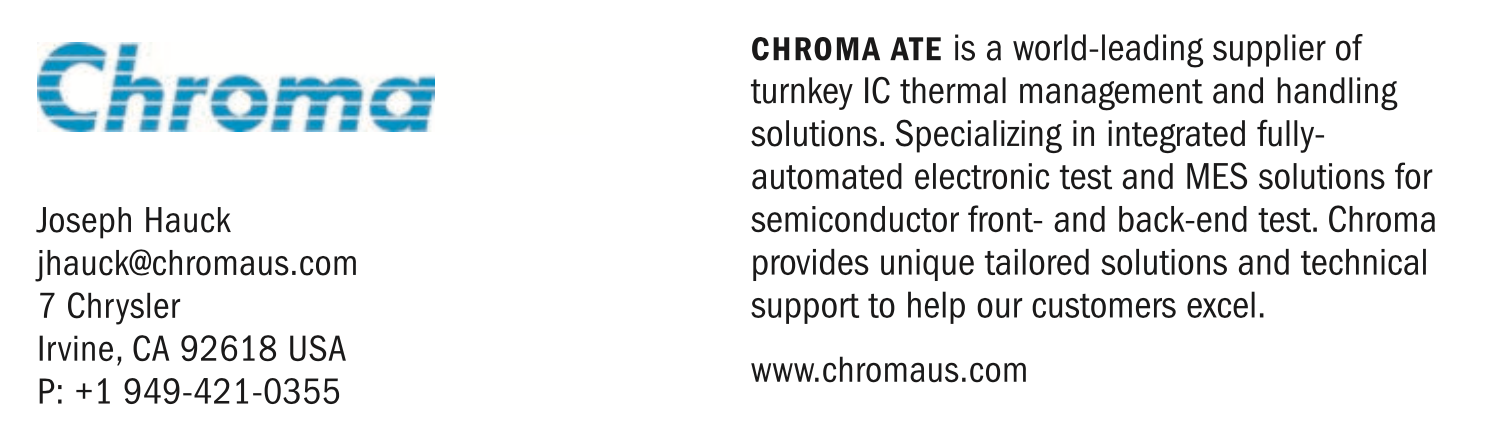 Chroma
Joseph Hauck
jhauck@chromaus.com
7 Chrysler
Irvine, CA 92618 USA
P: +1 949-421-0355
CHROMA ATE is a world-leading supplier of
turnkey IC thermal management and handling
solutions. Specializing in integrated fully-
automated electronic test and MES solutions for
semiconductor front- and back-end test. Chroma
provides unique tailored solutions and technical
support to help our customers excel.
www.chromaus.com